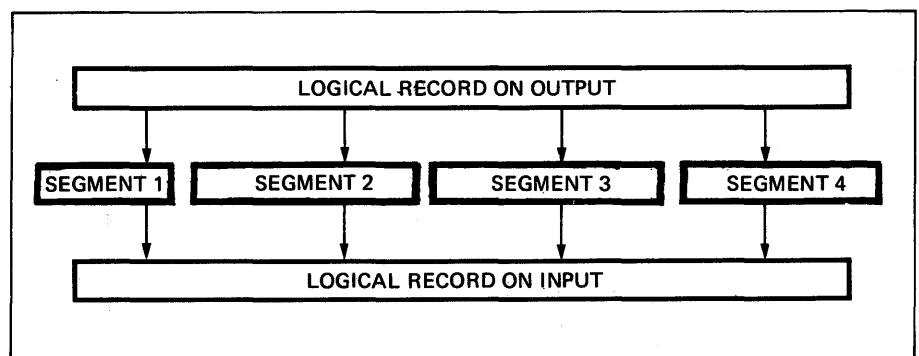 LOGICAL RECORD ON OUTPUT
SEGMENT 1 SEGMENT 2 SEGMENT 3 SEGMENT 4
LOGICAL RECORD ON INPUT